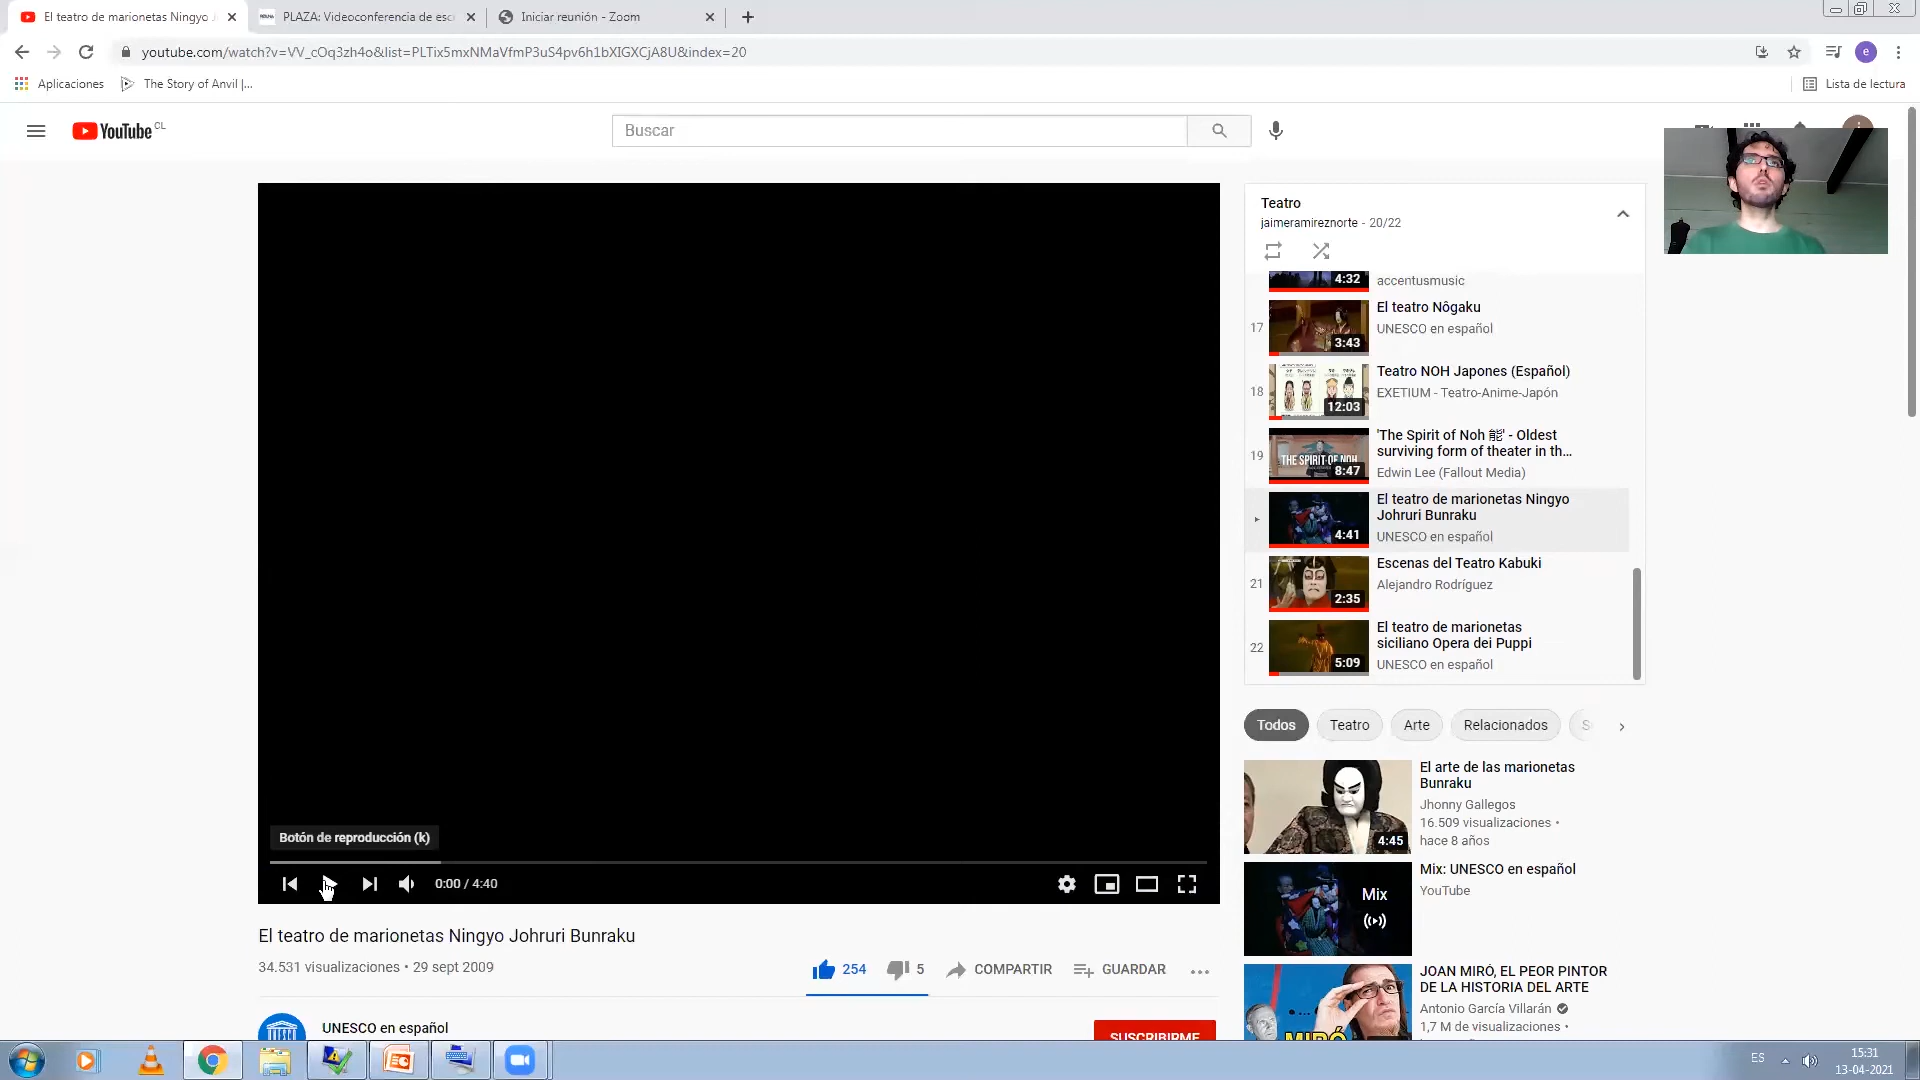 El teatro de marionetas Ningyo J
PLAZA: Videoconferencia de esc
Iniciar reunión - Zoom
youtube.com/watch?v=VV_cOq3zh4o&list=PLTix5mxNMaVfmP3uS4pv6h1bXIGXCjA8U&index=20
e
Aplicaciones
The Story of Anvil |...
Lista de lectura
YouTube CL
Buscar
Teatro
jaimeramireznorte - 20/22
4:32
accentusmusic
17
3:43
El teatro Nôgaku
UNESCO en español
18
12:03
Teatro NOH Japones (Español)
EXETIUM - Teatro-Anime-Japón
19
THE SPIRIT OF NOH
8:47
'The Spirit of Noh 能' - Oldest
surviving form of theater in th...
Edwin Lee (Fallout Media)
4:41
El teatro de marionetas Ningyo
Johruri Bunraku
UNESCO en español
21
2:35
Escenas del Teatro Kabuki
Alejandro Rodríguez
22
5:09
El teatro de marionetas
siciliano Opera dei Puppi
UNESCO en español
Todos
Teatro
Arte
Relacionados
S
4:45
El arte de las marionetas
Bunraku
Jhonny Gallegos
16.509 visualizaciones •
hace 8 años
Mix
Mix: UNESCO en español
YouTube
MIRÓ
JOAN MIRÓ, EL PEOR PINTOR
DE LA HISTORIA DEL ARTE
Antonio García Villarán
1,7 M de visualizaciones •
Botón de reproducción (k)
0:00 / 4:40
El teatro de marionetas Ningyo Johruri Bunraku
34.531 visualizaciones • 29 sept 2009
254
5
COMPARTIR
GUARDAR
UNESCO en español
SUSCRIBIRME
ES
15:31
13-04-2021